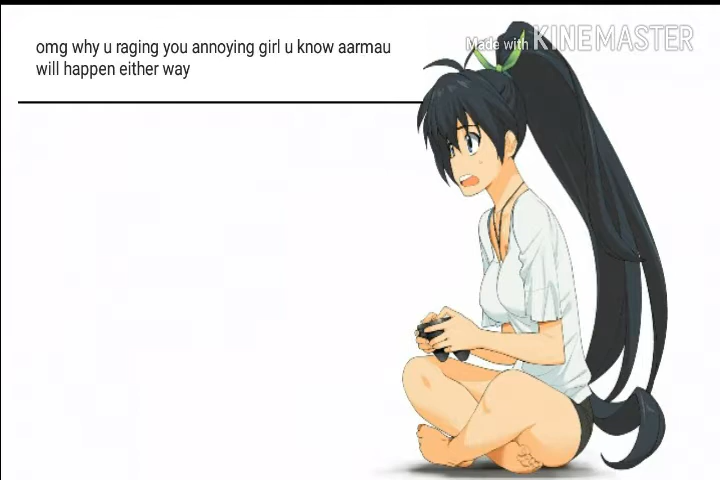 omg why u raging you annoying girl u know aarmau
will happen either way
Made with KINEMASTER